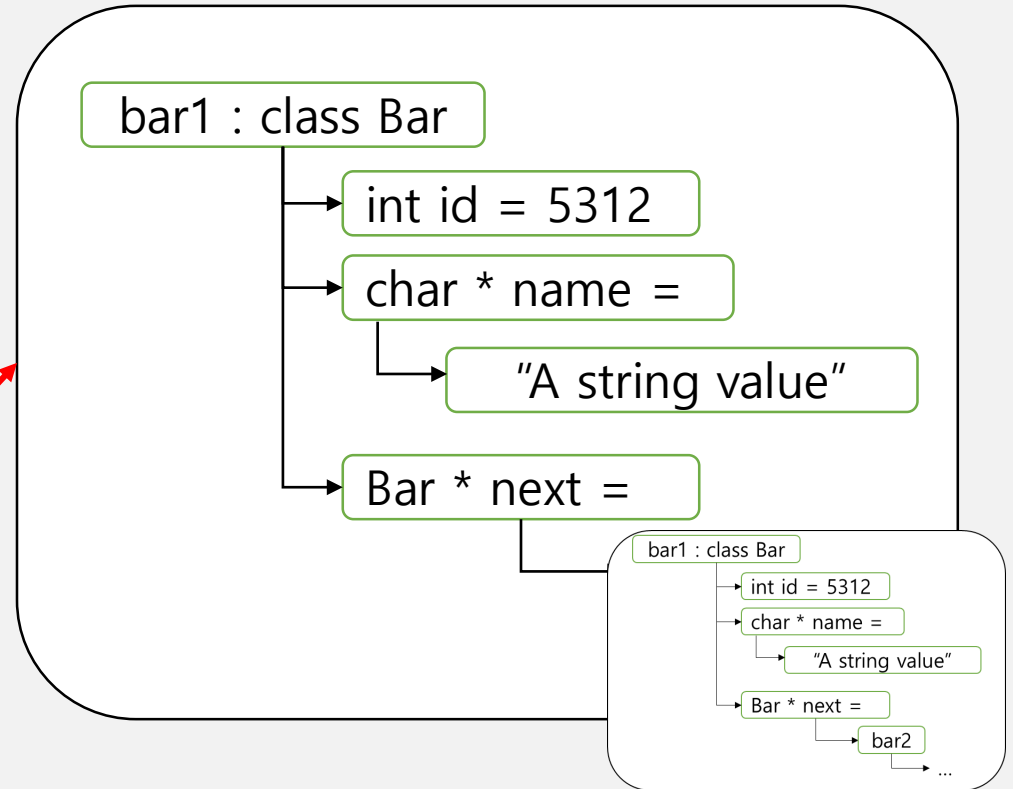 bar1 : class Bar
int id = 5312
char * name =
"A string value"
Bar * next =
bar1 : class Bar
int id = 5312
char * name =
"A string value"
Bar * next =
bar2
...